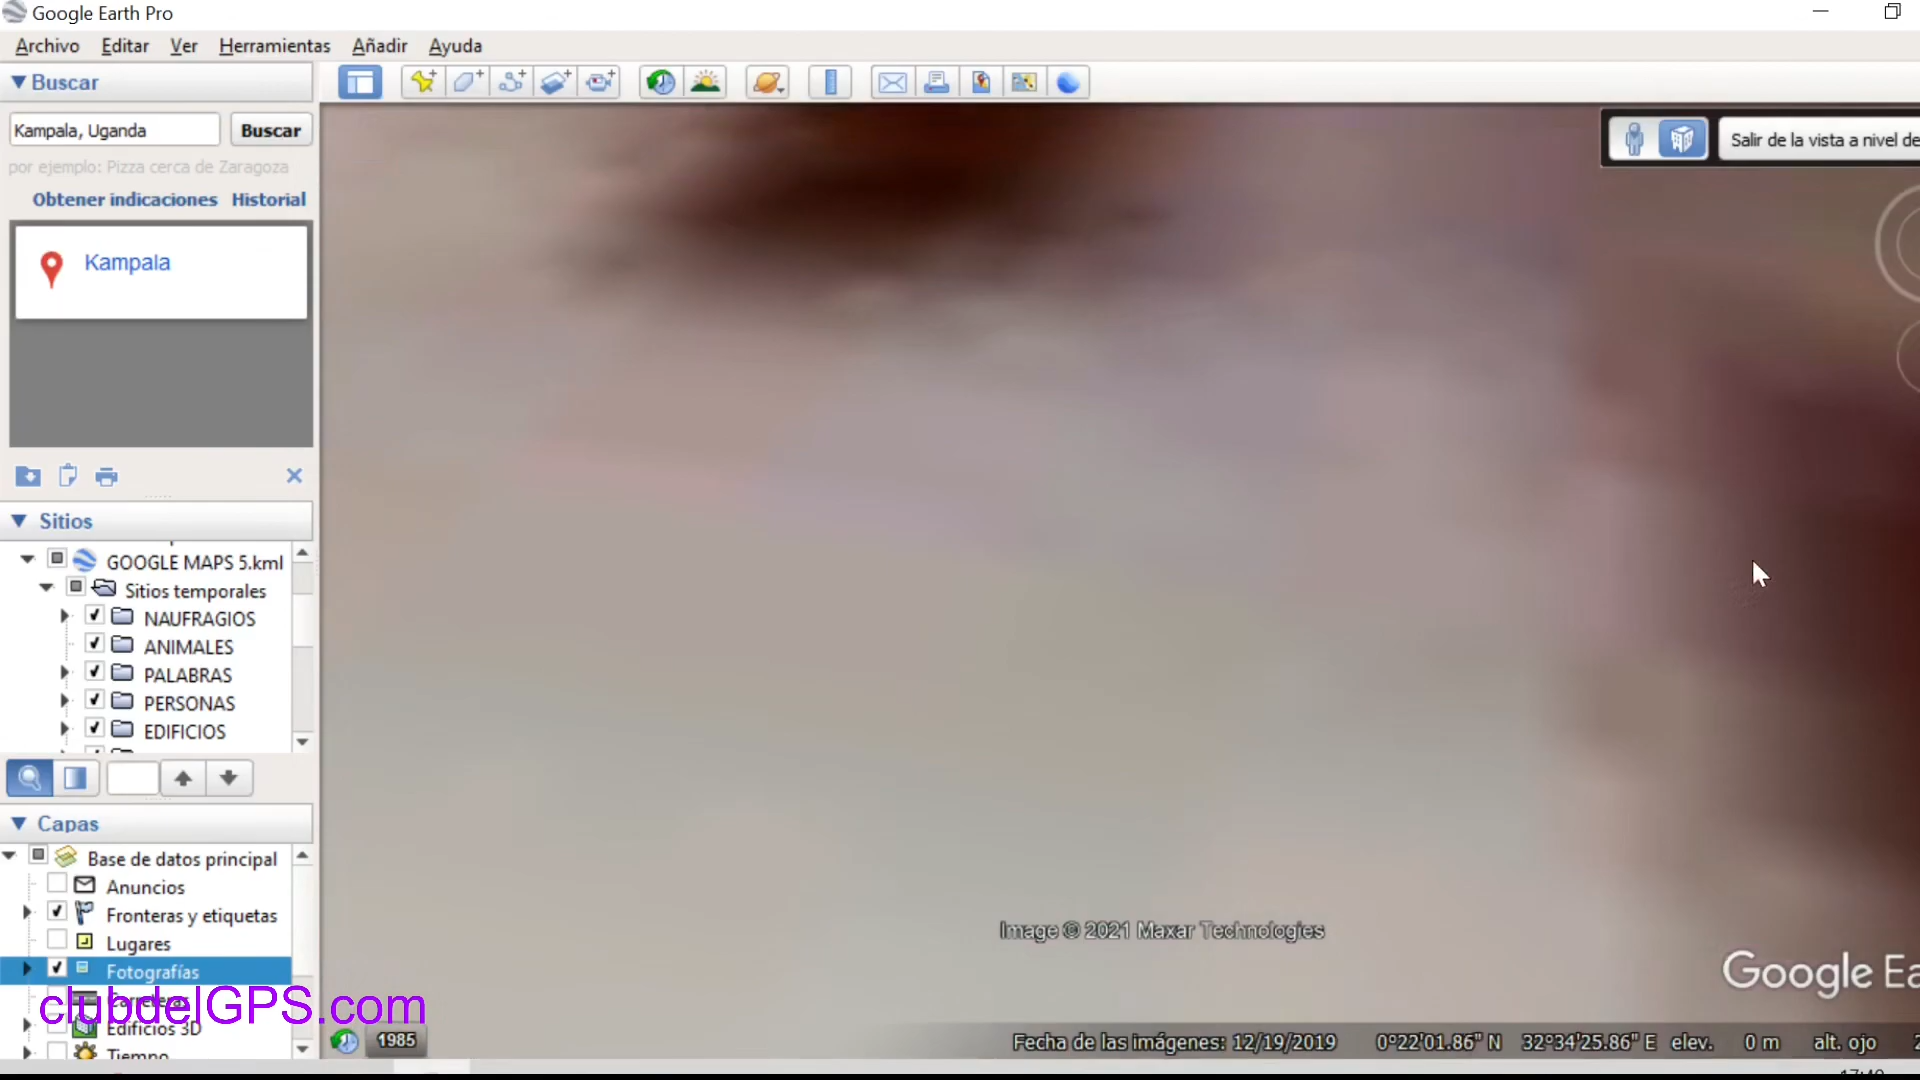 Google Earth Pro
Archivo Editar Ver Herramientas Añadir Ayuda
Buscar
Kampala, Uganda Buscar
por ejemplo: Pizza cerca de Zaragoza
Obtener indicaciones Historial
Kampala
Sitios
GOOGLE MAPS 5.kml
Sitios temporales
NAUFRAGIOS
ANIMALES
PALABRAS
PERSONAS
EDIFICIOS
Capas
Base de datos principal
Anuncios
Fronteras y etiquetas
Lugares
Fotografías
Carreteras
clubdelGPS.com
Edificios 3D
Tiempo
Salir de la vista a nivel de
Image © 2021 Maxar Technologies
Google Ea
1985
Fecha de las imágenes: 12/19/2019 0°22'01.86" N 32°34'25.86" E elev. 0 m alt. ojo